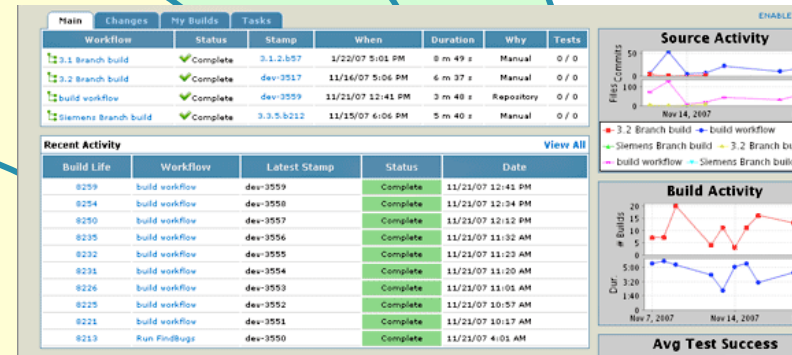 Main Changes My Builds Tasks
ENABLE
Workflow Status Stamp When Duration Why Tests
3.1 Branch build Complete 3.1.2.b57 1/22/07 5:01 PM 8 m 49 s Manual 0 / 0
3.2 Branch build Complete dev-3517 11/16/07 5:06 PM 6 m 37 s Manual 0 / 0
build workflow Complete dev-3559 11/21/07 12:41 PM 3 m 48 s Repository 0 / 0
Siemens Branch build Complete 3.3.5.b212 11/15/07 6:06 PM 5 m 40 s Manual 0 / 0
Recent Activity View All
Build Life Workflow Latest Stamp Status Date
8259 build workflow dev-3559 Complete 11/21/07 12:41 PM
8254 build workflow dev-3558 Complete 11/21/07 12:34 PM
8250 build workflow dev-3557 Complete 11/21/07 12:12 PM
8235 build workflow dev-3556 Complete 11/21/07 11:32 AM
8232 build workflow dev-3555 Complete 11/21/07 11:23 AM
8231 build workflow dev-3554 Complete 11/21/07 11:20 AM
8226 build workflow dev-3553 Complete 11/21/07 11:01 AM
8225 build workflow dev-3552 Complete 11/21/07 10:57 AM
8221 build workflow dev-3551 Complete 11/21/07 10:17 AM
8213 Run FindBugs dev-3550 Complete 11/21/07 4:01 AM
Source Activity
Commits
50
0
Files
100
0
Nov 14, 2007
3.2 Branch build build workflow
Siemens Branch build 3.2 Branch bu
build workflow Siemens Branch build
Build Activity
# Builds
20
15
10
5
0
Dur.
5:00
3:20
1:40
0
Nov 7, 2007 Nov 14, 2007
Avg Test Success